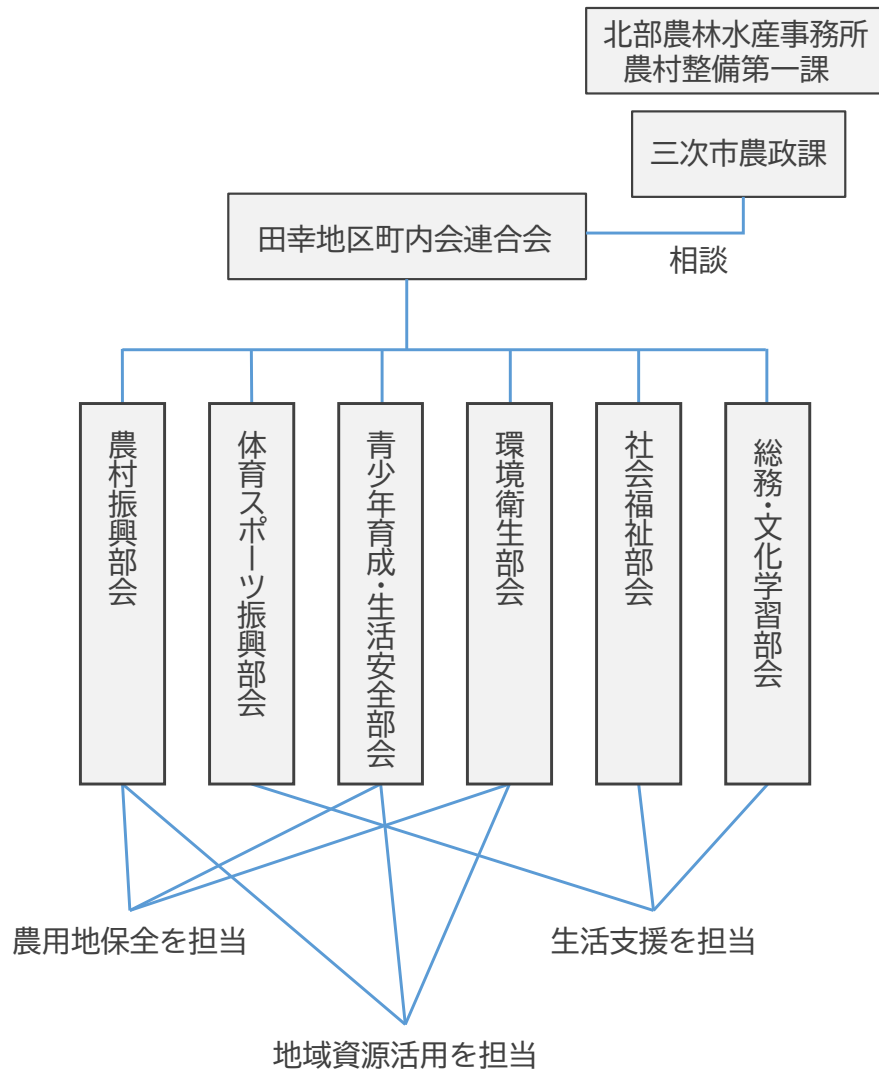 北部農林水産事務所
農村整備第一課
三次市農政課
田幸地区町内会連合会
相談
農村振興部会
体育スポーツ振興部会
青少年育成・生活安全部会
環境衛生部会
社会福祉部会
総務・文化学習部会
農用地保全を担当
生活支援を担当
地域資源活用を担当